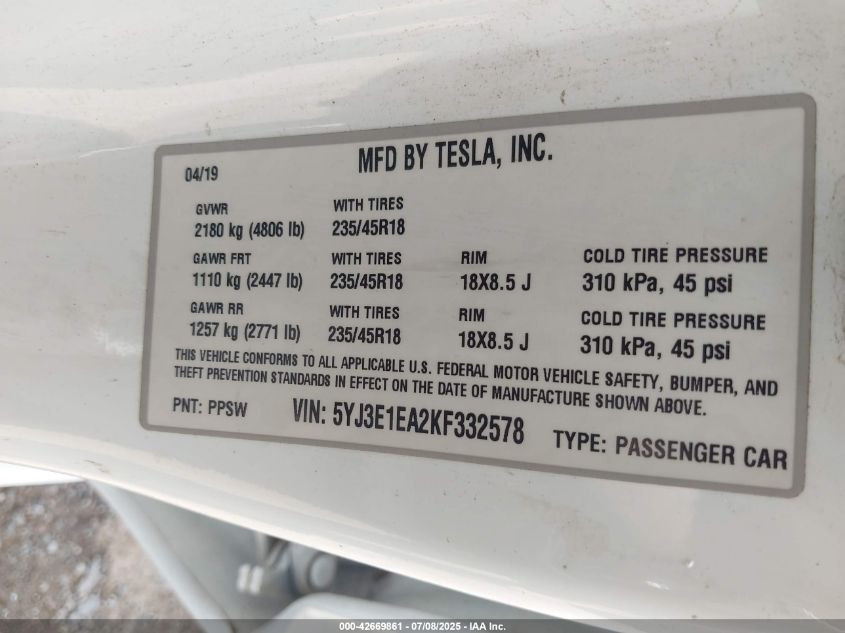 MFD BY TESLA, INC.
04/19
GVWR WITH TIRES
2180 kg (4806 lb) 235/45R18
GAWR FRT WITH TIRES RIM COLD TIRE PRESSURE
1110 kg (2447 lb) 235/45R18 18X8.5 J 310 kPa, 45 psi
GAWR RR WITH TIRES RIM COLD TIRE PRESSURE
1257 kg (2771 lb) 235/45R18 18X8.5 J 310 kPa, 45 psi
THIS VEHICLE CONFORMS TO ALL APPLICABLE U.S. FEDERAL MOTOR VEHICLE SAFETY, BUMPER, AND
THEFT PREVENTION STANDARDS IN EFFECT ON THE DATE OF MANUFACTURE SHOWN ABOVE.
PNT: PPSW VIN: 5YJ3E1EA2KF332578 TYPE: PASSENGER CAR
000-42669861 - 07/08/2025 - IAA Inc.